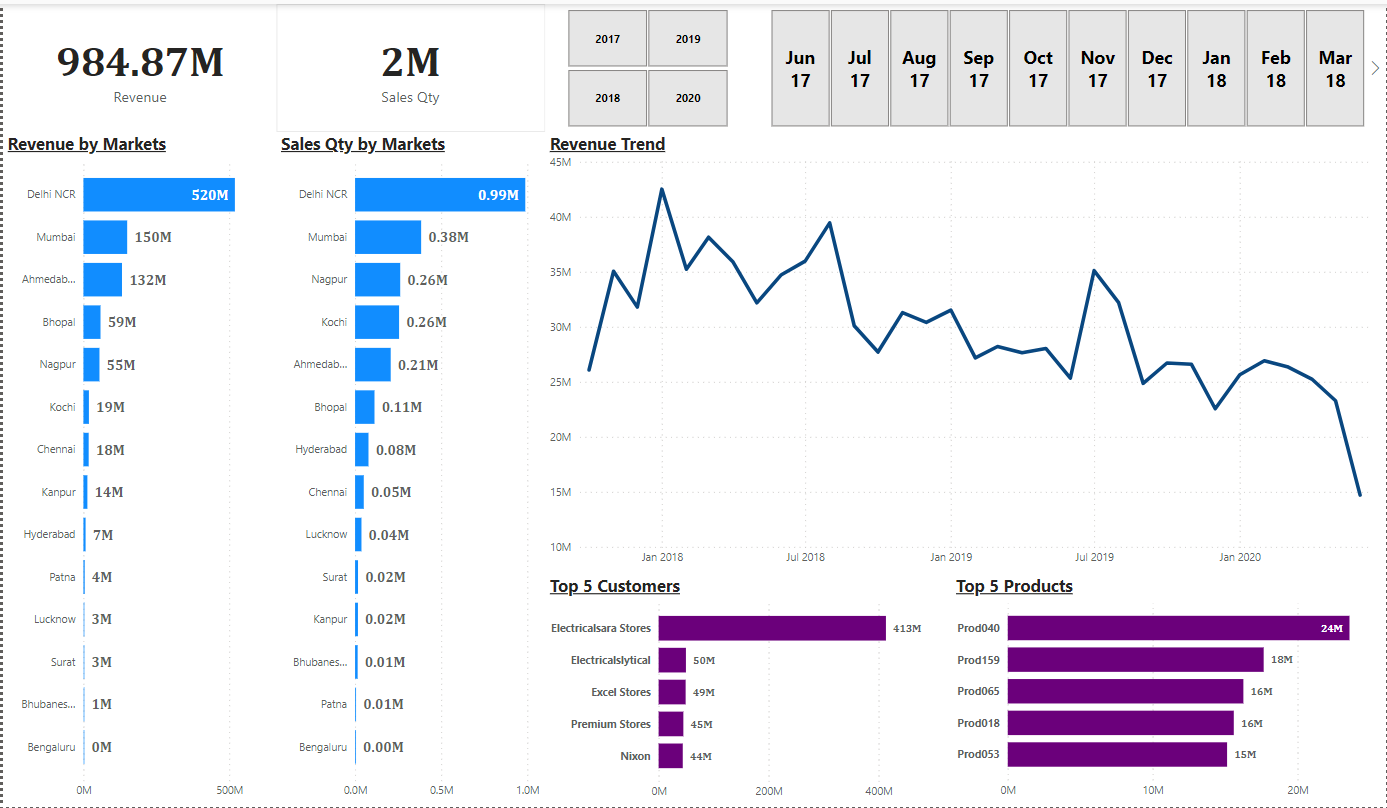 984.87M
Revenue
2M
Sales Qty
2017
2019
2018
2020
Jun 17
Jul 17
Aug 17
Sep 17
Oct 17
Nov 17
Dec 17
Jan 18
Feb 18
Mar 18
Revenue by Markets
Delhi NCR 520M
Mumbai 150M
Ahmedab... 132M
Bhopal 59M
Nagpur 55M
Kochi 19M
Chennai 18M
Kanpur 14M
Hyderabad 7M
Patna 4M
Lucknow 3M
Surat 3M
Bhubanes... 1M
Bengaluru 0M
0M 500M
Sales Qty by Markets
Delhi NCR 0.99M
Mumbai 0.38M
Nagpur 0.26M
Kochi 0.26M
Ahmedab... 0.21M
Bhopal 0.11M
Hyderabad 0.08M
Chennai 0.05M
Lucknow 0.04M
Surat 0.02M
Kanpur 0.02M
Bhubanes... 0.01M
Patna 0.01M
Bengaluru 0.00M
0.0M 0.5M 1.0M
Revenue Trend
45M
40M
35M
30M
25M
20M
15M
10M
Jan 2018 Jul 2018 Jan 2019 Jul 2019 Jan 2020
Top 5 Customers
Electricalsara Stores 413M
Electricalslytical 50M
Excel Stores 49M
Premium Stores 45M
Nixon 44M
0M 200M 400M
Top 5 Products
Prod040 24M
Prod159 18M
Prod065 16M
Prod018 16M
Prod053 15M
0M 10M 20M